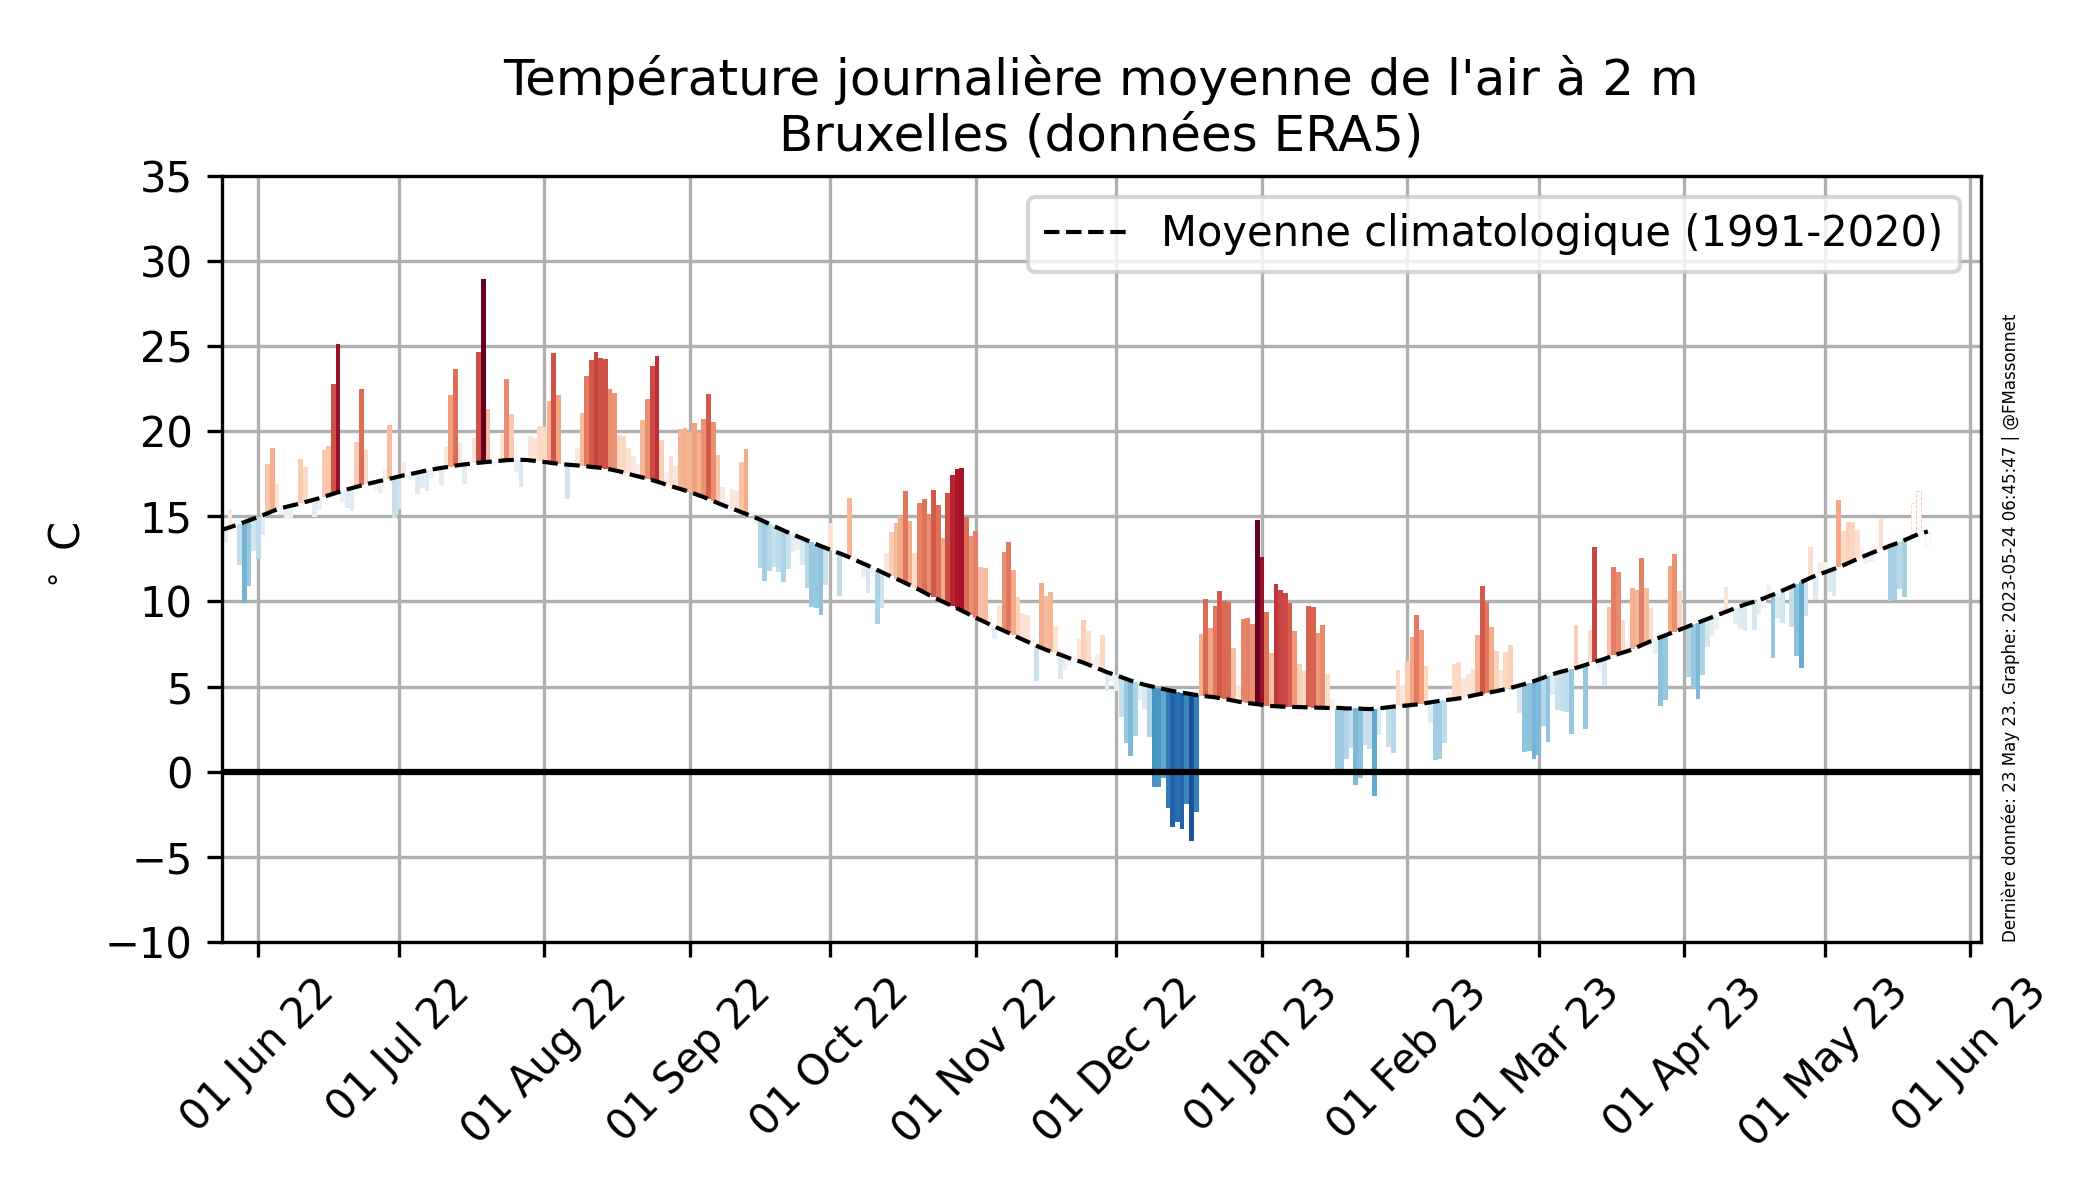 Température journalière moyenne de l'air à 2 m
Bruxelles (données ERA5)
Moyenne climatologique (1991-2020)
35
30
25
20
15
10
5
0
−5
−10
° C
01 Jun 22
01 Jul 22
01 Aug 22
01 Sep 22
01 Oct 22
01 Nov 22
01 Dec 22
01 Jan 23
01 Feb 23
01 Mar 23
01 Apr 23
01 May 23
01 Jun 23
Dernière donnée: 23 May 23. Graphe: 2023-05-24 06:45:47 | @FMassonnet